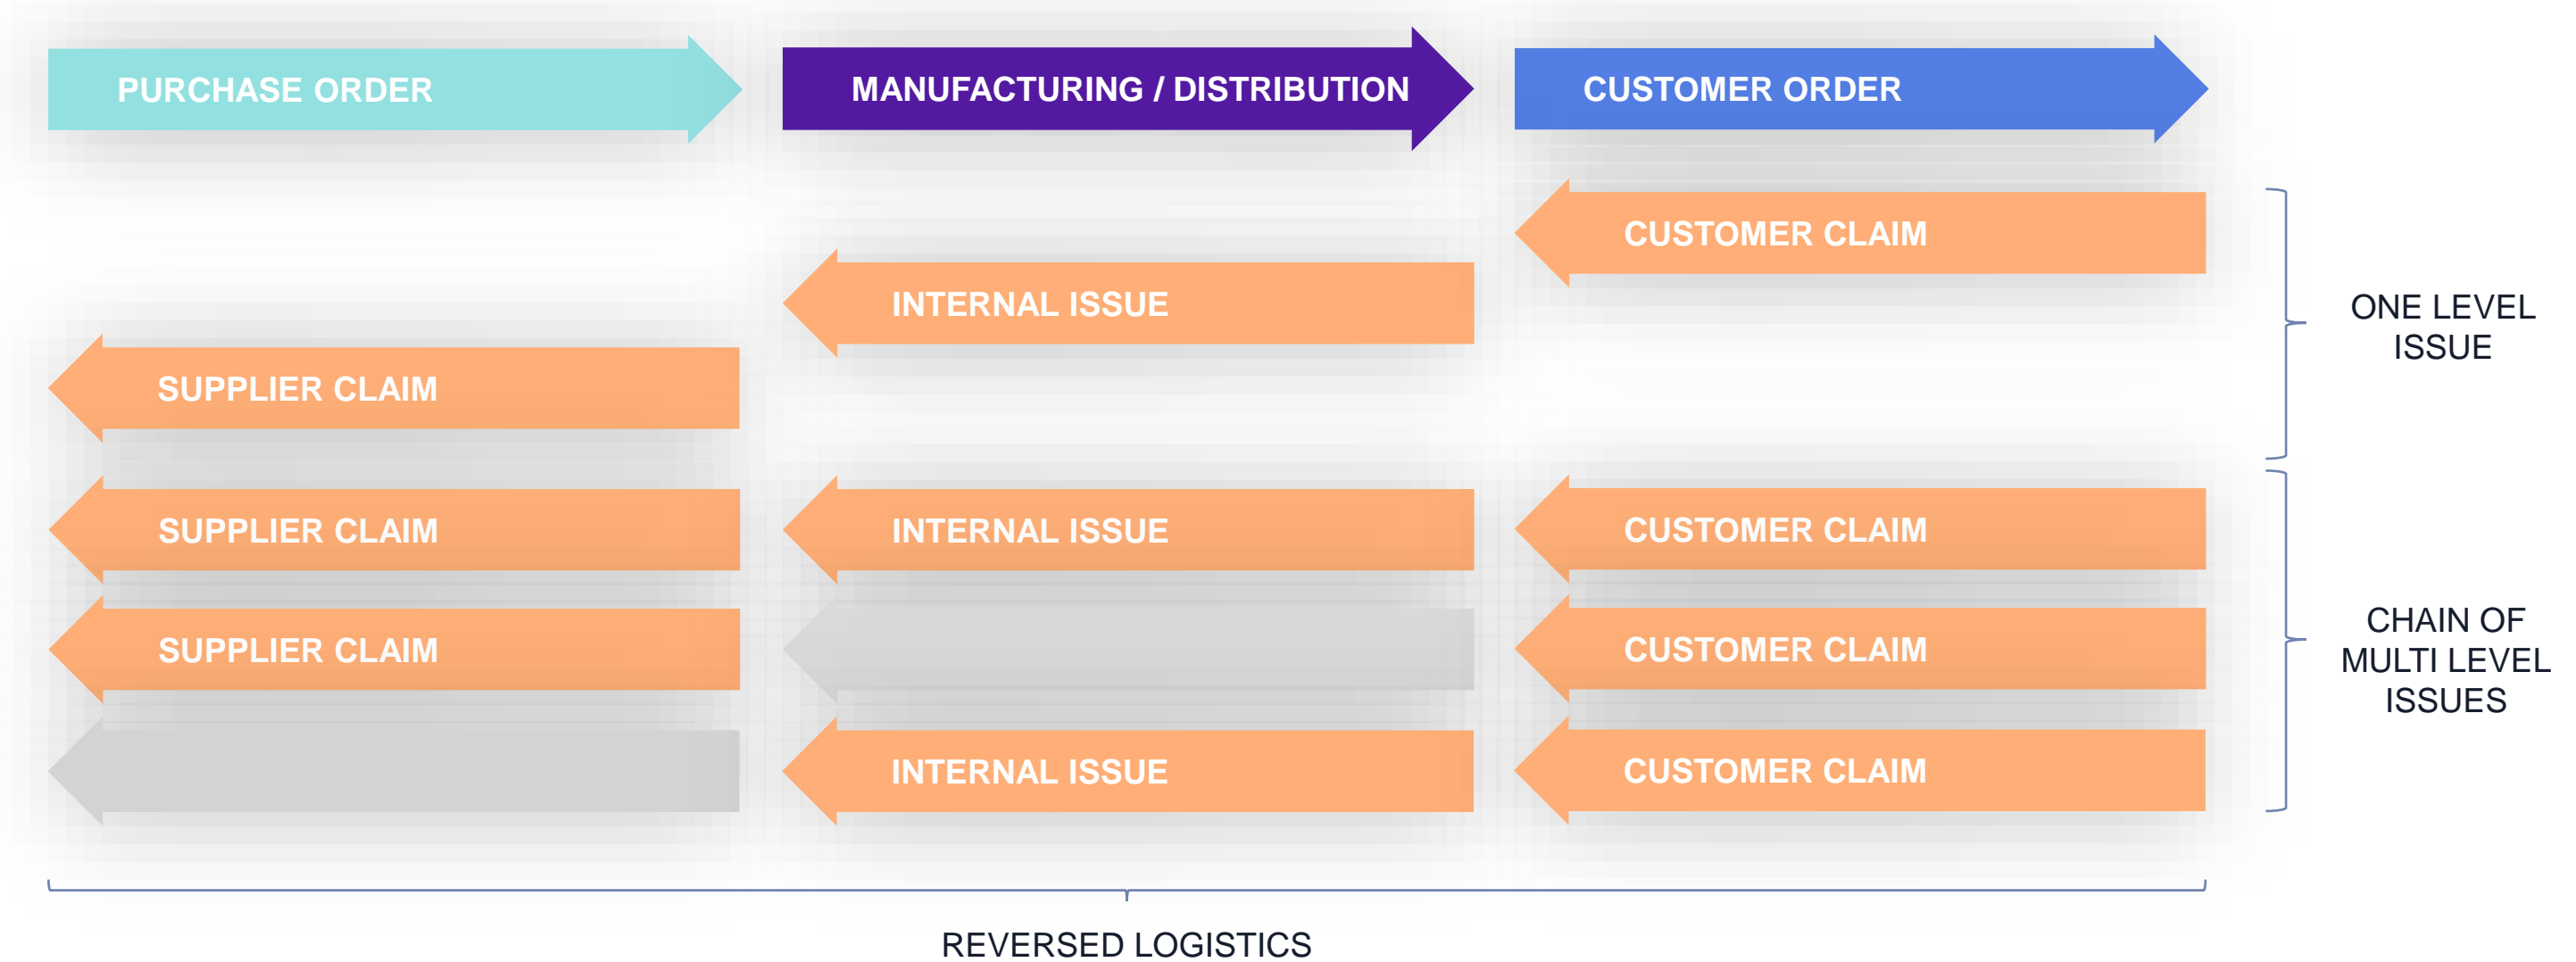 PURCHASE ORDER
MANUFACTURING / DISTRIBUTION
CUSTOMER ORDER
CUSTOMER CLAIM
INTERNAL ISSUE
SUPPLIER CLAIM
ONE LEVEL
ISSUE
SUPPLIER CLAIM
INTERNAL ISSUE
CUSTOMER CLAIM
SUPPLIER CLAIM
CUSTOMER CLAIM
INTERNAL ISSUE
CUSTOMER CLAIM
CHAIN OF
MULTI LEVEL
ISSUES
REVERSED LOGISTICS